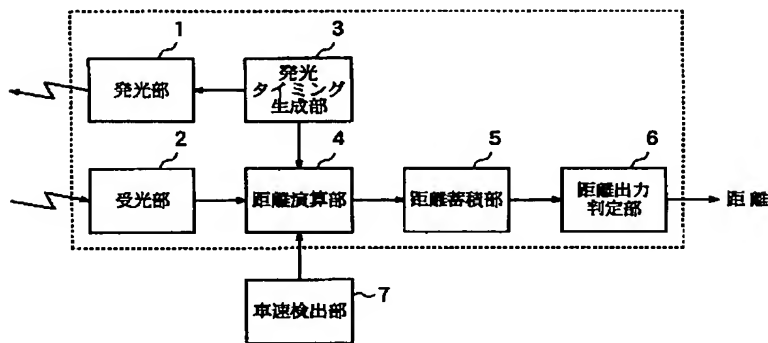 1
発光部
3
発光
タイミング
生成部
2
受光部
4
距離演算部
5
距離蓄積部
6
距離出力
判定部
距離
車速検出部
7